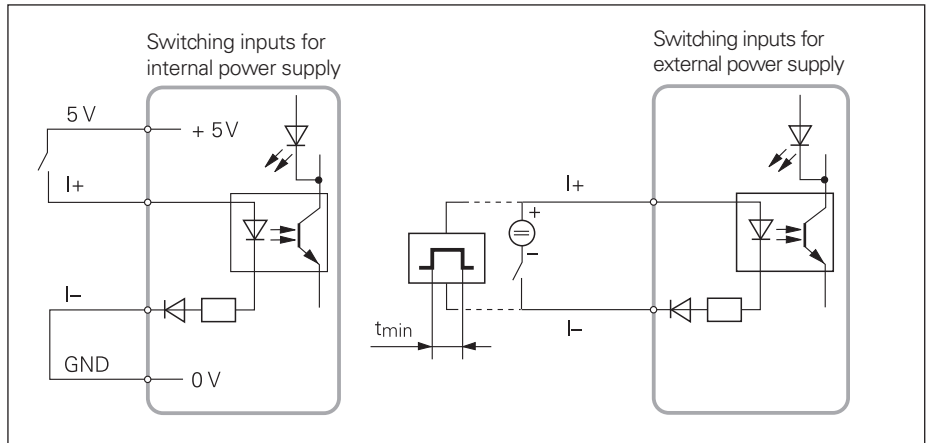 Switching inputs for
internal power supply
5 V
+ 5V
I+
I–
GND
0 V
Switching inputs for
external power supply
I+
+
–
I–
tmin